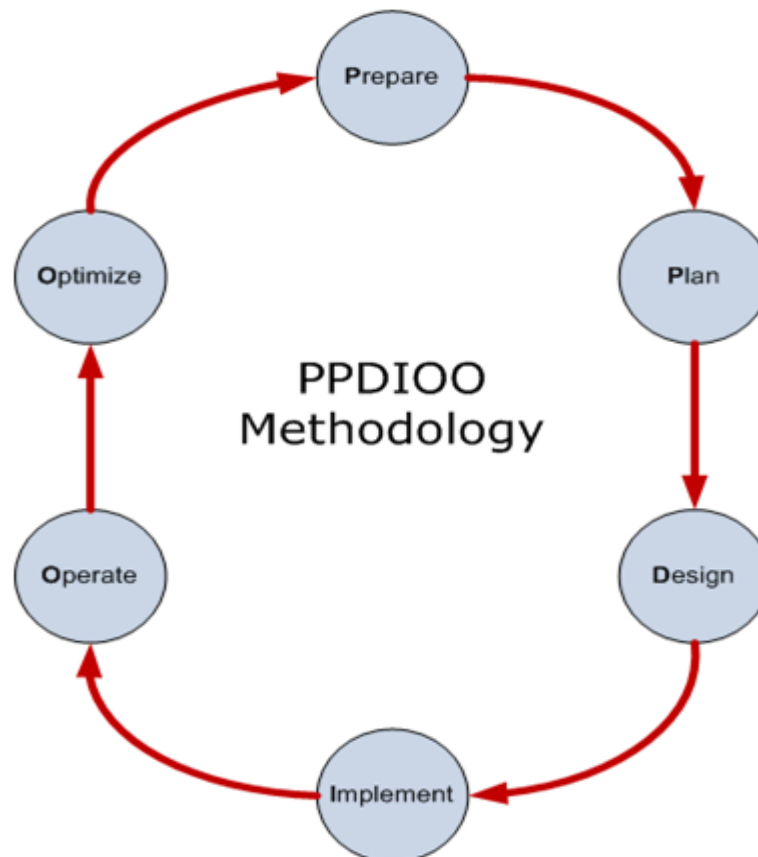 Prepare
Plan
Optimize
PPDIOO
Methodology
Design
Operate
Implement